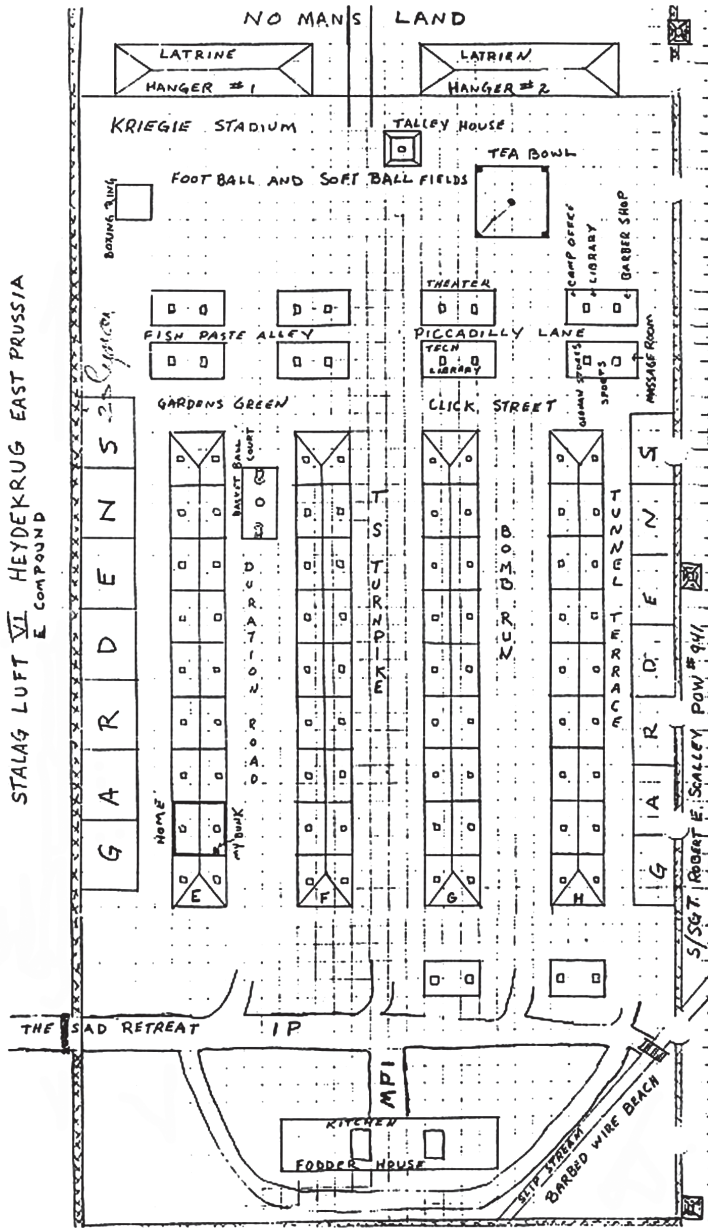 NO MANS LAND
LATRINE
HANGER #1
LATRIEN
HANGER #2
KRIEGIE STADIUM
TALLEY HOUSE
TEA BOWL
FOOT BALL AND SOFT BALL FIELDS
BOXING RING
CAMP OFFICE
LIBRARY
BARBER SHOP
THEATER
FISH PASTE ALLEY
PICCADILLY LANE
TECH
LIBRARY
GERMAN STORES
SPORTS
MASSAGE ROOM
GARDENS GREEN
CLICK STREET
STALAG LUFT VI HEYDEKRUG EAST PRUSSIA
E COMPOUND
GARDENS
BASKET BALL
COURT
DURATION ROAD
T S TURNPIKE
BOMB RUN
TUNNEL TERRACE
GARDENS
HOME
MY BUNK
E
F
G
H
S/SGT. ROBERT E. SCALLEY POW # 941
THE SAD RETREAT
IP
MPI
KITCHEN
FODDER HOUSE
SLIP STREAM
BARBED WIRE BEACH